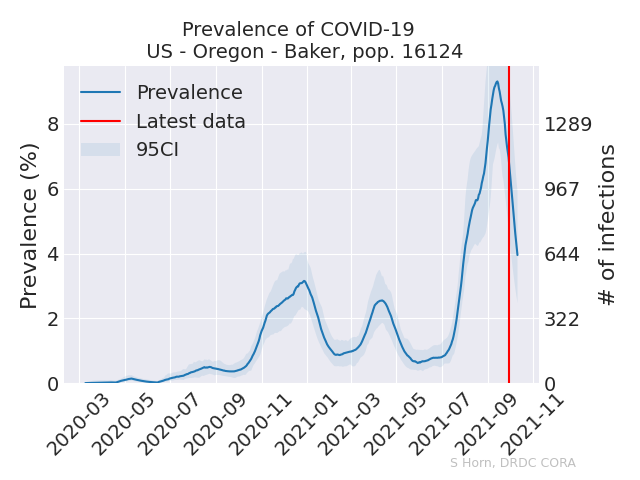 Prevalence of COVID-19
US - Oregon - Baker, pop. 16124
Prevalence
Latest data
95CI
Prevalence (%)
8
6
4
2
0
1289
967
644
322
0
# of infections
2020-03
2020-05
2020-07
2020-09
2020-11
2021-01
2021-03
2021-05
2021-07
2021-09
2021-11
S Horn, DRDC CORA